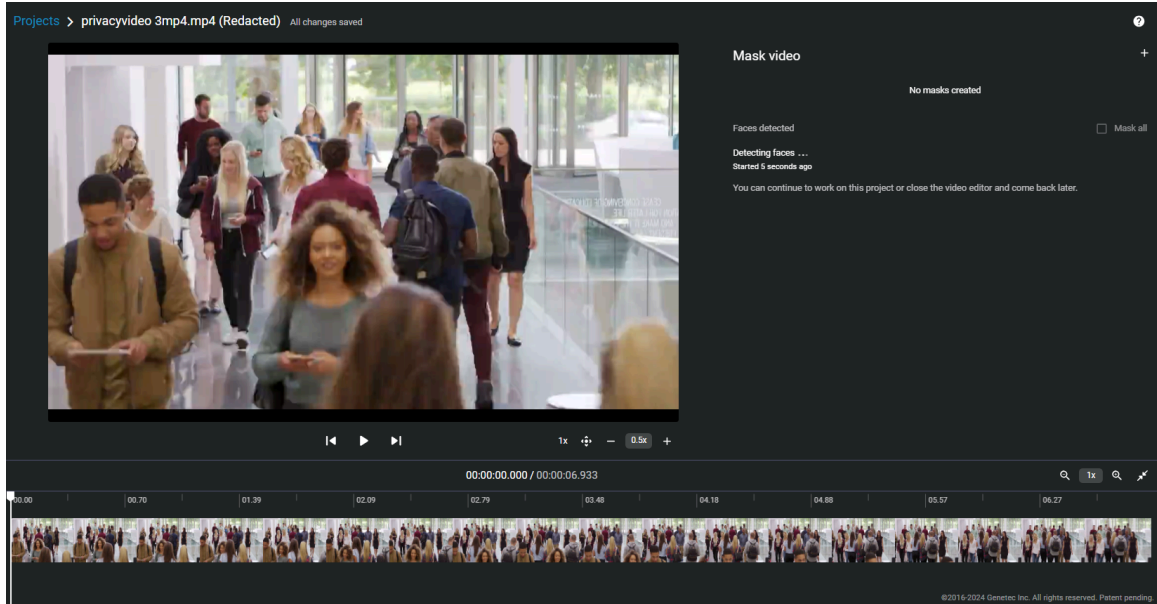 Projects > privacyvideo 3mp4.mp4 (Redacted) All changes saved
?
Mask video +
No masks created
Faces detected
Mask all
Detecting faces ...
Started 5 seconds ago
You can continue to work on this project or close the video editor and come back later.
1x
0.5x
00:00:00.000 / 00:00:06.933
1x
00.00 00.70 01.39 02.09 02.79 03.48 04.18 04.88 05.57 06.27
©2016-2024 Genetec Inc. All rights reserved. Patent pending.